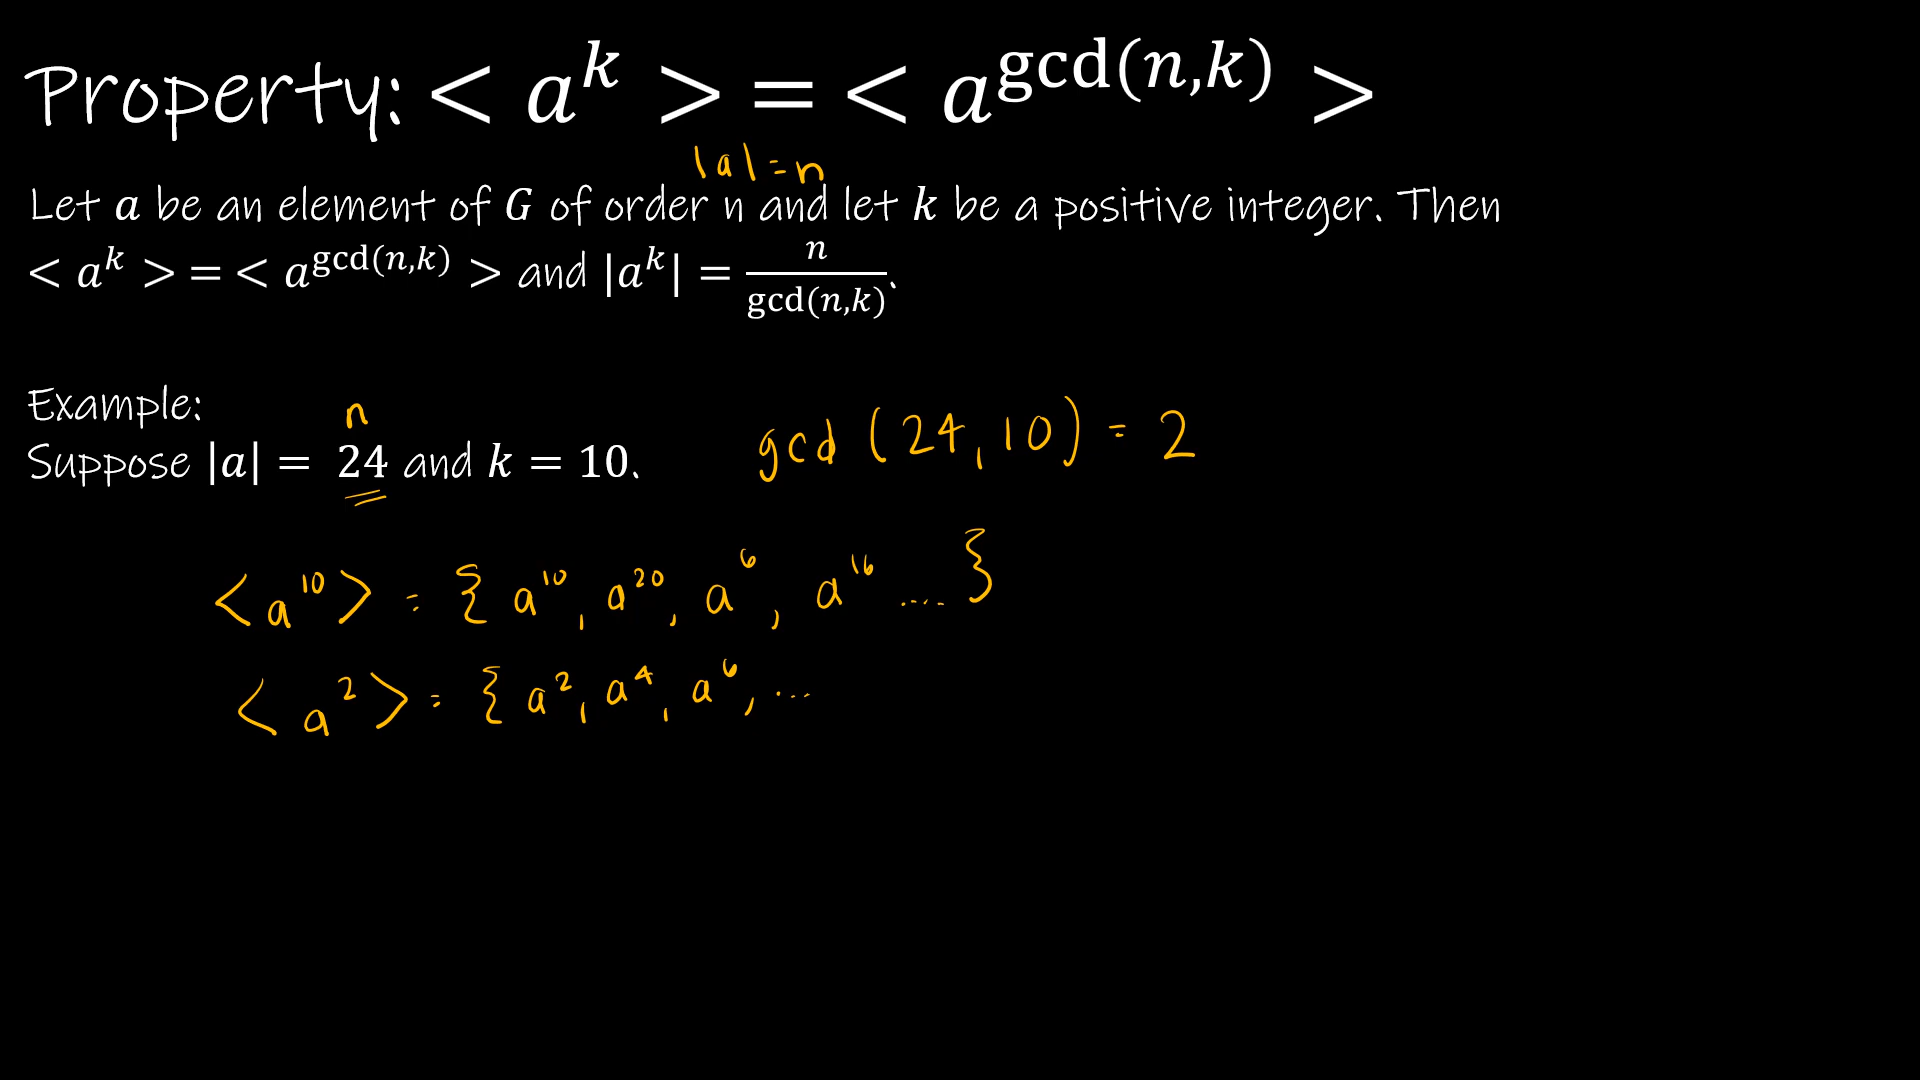 Property: < a^k > = < a^gcd(n,k) >
|a| = n
Let a be an element of G of order n and let k be a positive integer. Then
< a^k > = < a^gcd(n,k) > and |a^k| = n/gcd(n,k).
Example:
n
Suppose |a| = 24 and k = 10.
gcd (24, 10) = 2
<a^10> = { a^10, a^20, a^6, a^16 .... }
<a^2> = { a^2, a^4, a^6, ...